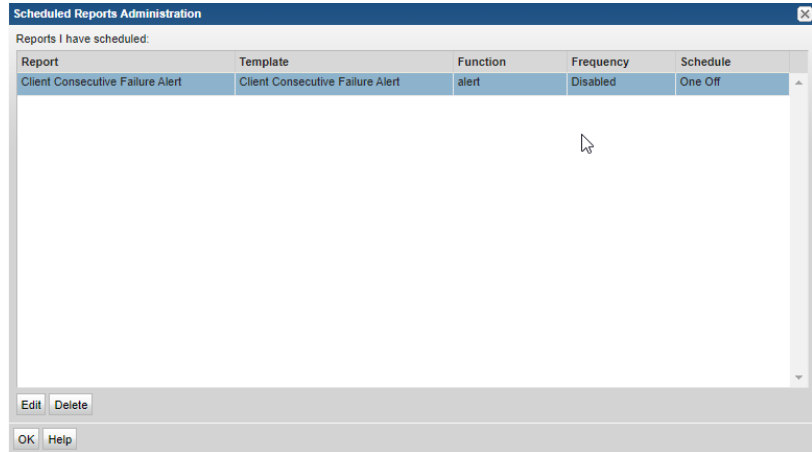 Scheduled Reports Administration
Reports I have scheduled:
Report Template Function Frequency Schedule
Client Consecutive Failure Alert Client Consecutive Failure Alert alert Disabled One Off
Edit Delete
OK Help